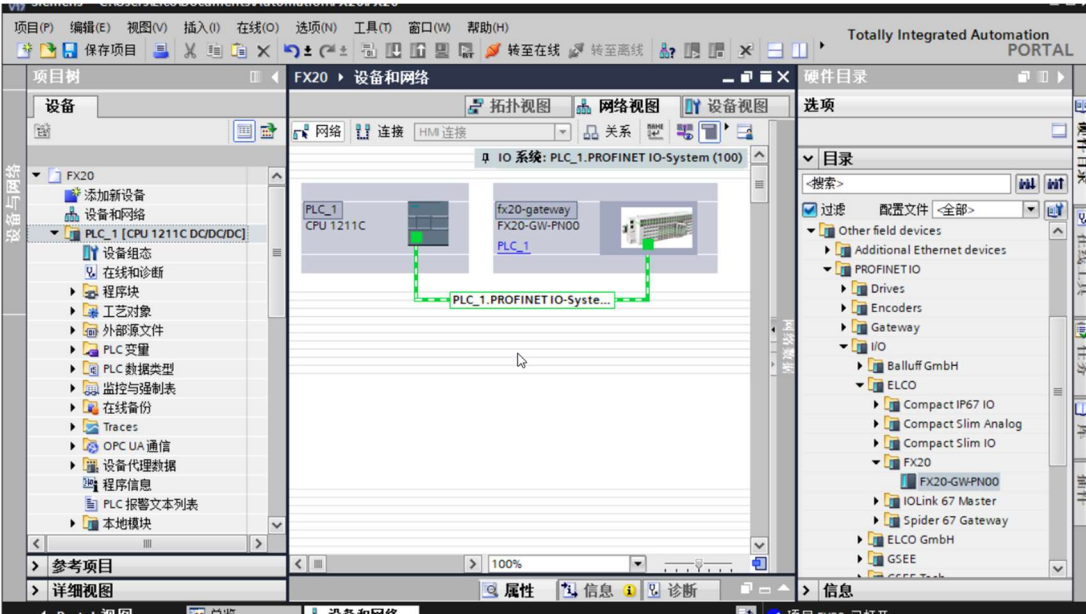 项目(P) 编辑(E) 视图(V) 插入(I) 在线(O) 选项(N) 工具(T) 窗口(W) 帮助(H)
Totally Integrated Automation
PORTAL
保存项目 转至在线 转至离线
项目树
FX20 设备和网络
硬件目录
设备
拓扑视图 网络视图 设备视图
选项
网络 连接 HMI 连接 关系
IO 系统: PLC_1.PROFINET IO-System (100)
目录
<搜索>
过滤 配置文件 <全部>
FX20
添加新设备
设备和网络
PLC_1 [CPU 1211C DC/DC/DC]
设备组态
在线和诊断
程序块
工艺对象
外部源文件
PLC 变量
PLC 数据类型
监控与强制表
在线备份
Traces
OPC UA 通信
设备代理数据
程序信息
PLC 报警文本列表
本地模块
参考项目
详细视图
设备与网络
PLC_1
CPU 1211C
fx20-gateway
FX20-GW-PN00
PLC_1
PLC_1.PROFINET IO-Syste...
100%
属性 信息 诊断
Other field devices
Additional Ethernet devices
PROFINET IO
Drives
Encoders
Gateway
I/O
Balluff GmbH
ELCO
Compact IP67 IO
Compact Slim Analog
Compact Slim IO
FX20
FX20-GW-PN00
IOLink 67 Master
Spider 67 Gateway
ELCO GmbH
GSEE
信息